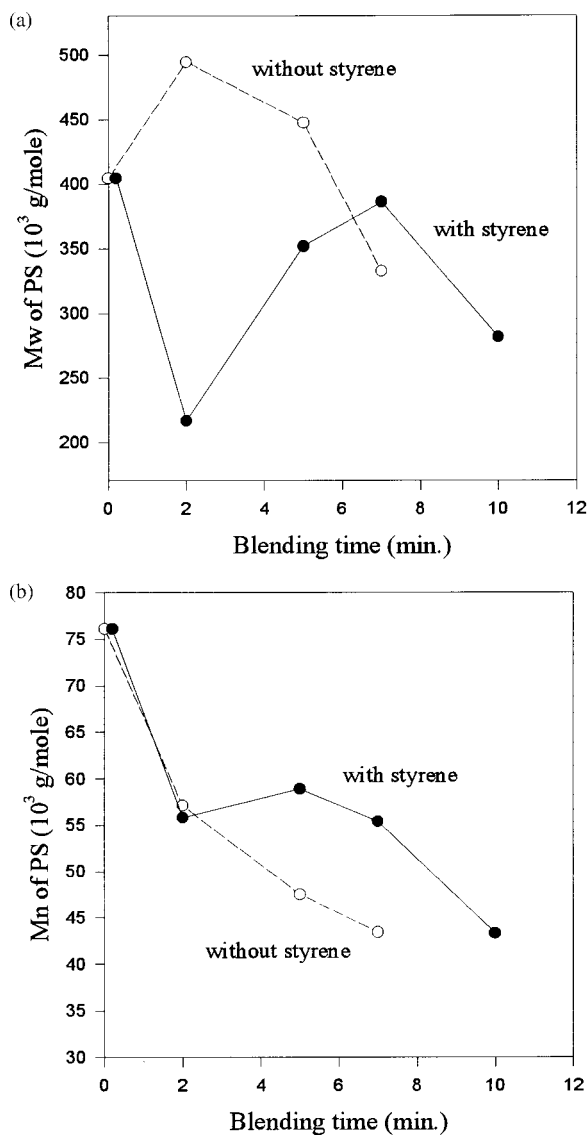 (a)
500
450
400
350
300
250
200
Mw of PS (10³ g/mole)
without styrene
with styrene
0 2 4 6 8 10 12
Blending time (min.)
(b)
80
75
70
65
60
55
50
45
40
35
30
Mn of PS (10³ g/mole)
with styrene
without styrene
0 2 4 6 8 10 12
Blending time (min.)